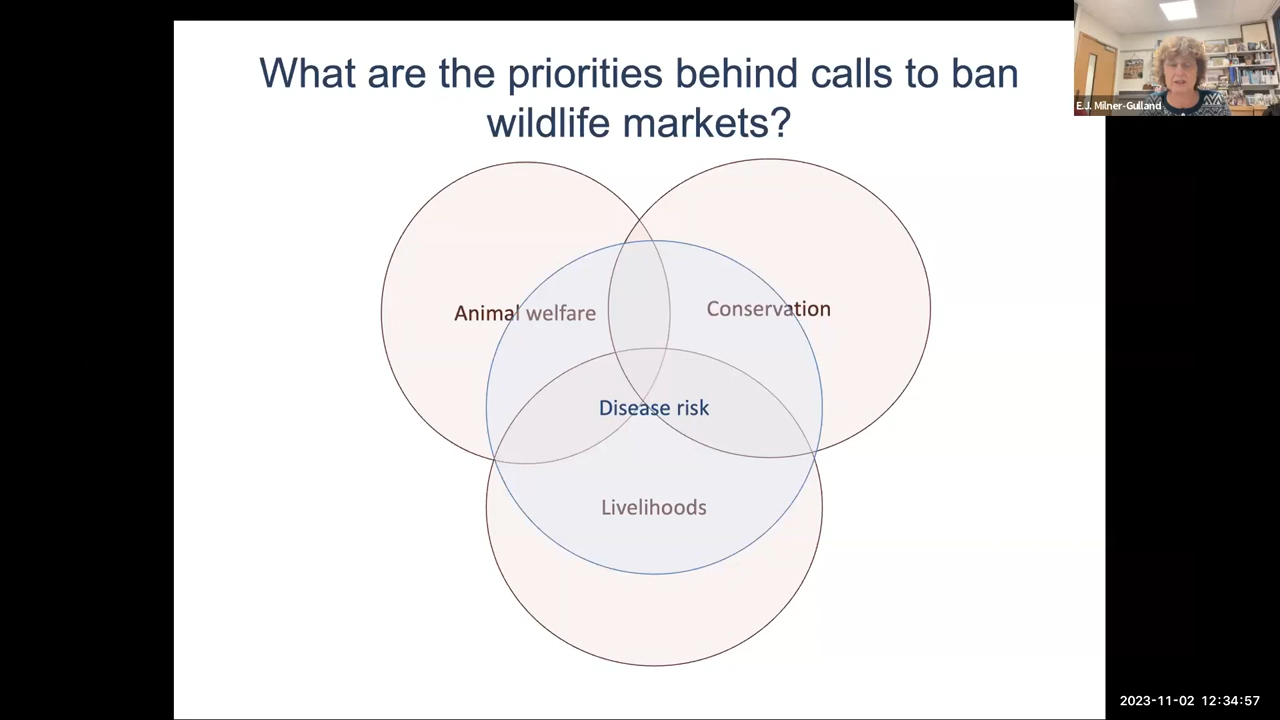 What are the priorities behind calls to ban
wildlife markets?
E.J. Milner-Gulland
Animal welfare
Conservation
Disease risk
Livelihoods
2023-11-02 12:34:57